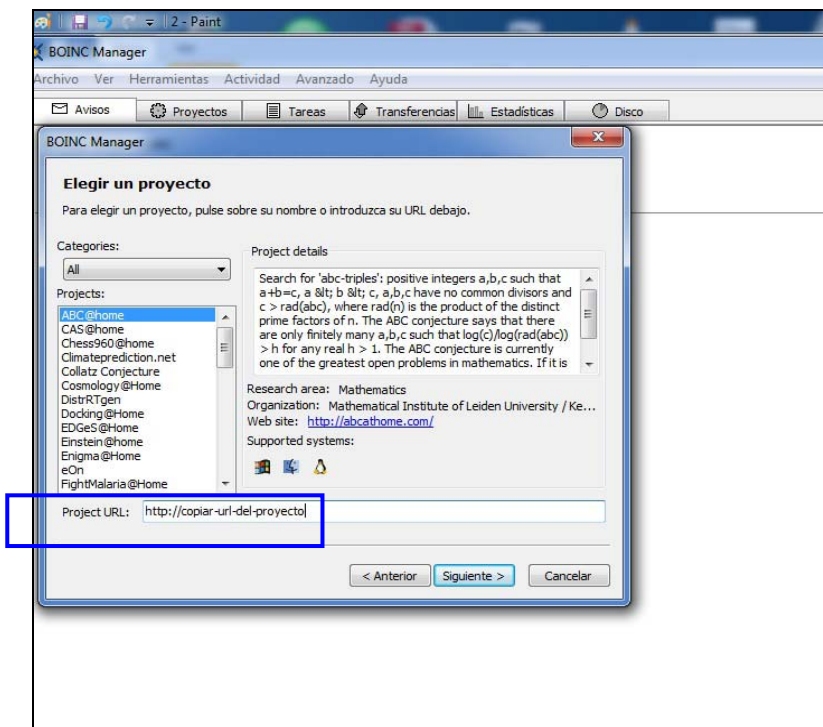 2 - Paint
BOINC Manager
Archivo Ver Herramientas Actividad Avanzado Ayuda
Avisos Proyectos Tareas Transferencias Estadísticas Disco
BOINC Manager
Elegir un proyecto
Para elegir un proyecto, pulse sobre su nombre o introduzca su URL debajo.
Categories:
All
Projects:
ABC@home
CAS@home
Chess960@home
Climateprediction.net
Collatz Conjecture
Cosmology@Home
DistrRTgen
Docking@Home
EDGeS@Home
Einstein@home
Enigma@Home
eOn
FightMalaria@Home
Project details
Search for 'abc-triples': positive integers a,b,c such that
a+b=c, a &lt; b &lt; c, a,b,c have no common divisors and
c > rad(abc), where rad(n) is the product of the distinct
prime factors of n. The ABC conjecture says that there
are only finitely many a,b,c such that log(c)/log(rad(abc))
> h for any real h > 1. The ABC conjecture is currently
one of the greatest open problems in mathematics. If it is
Research area: Mathematics
Organization: Mathematical Institute of Leiden University / Ke...
Web site: http://abcathome.com/
Supported systems:
Project URL: http://copiar-url-del-proyecto
< Anterior Siguiente > Cancelar